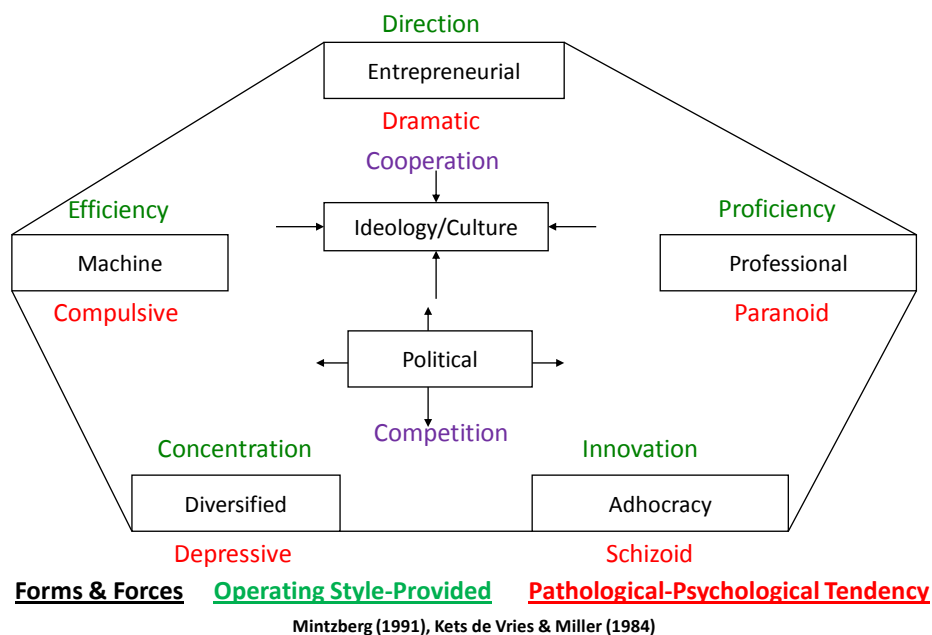 Direction
Entrepreneurial
Dramatic
Cooperation
Efficiency
Proficiency
Ideology/Culture
Machine
Professional
Compulsive
Paranoid
Political
Competition
Concentration
Innovation
Diversified
Adhocracy
Depressive
Schizoid
Forms & Forces Operating Style-Provided Pathological-Psychological Tendency
Mintzberg (1991), Kets de Vries & Miller (1984)